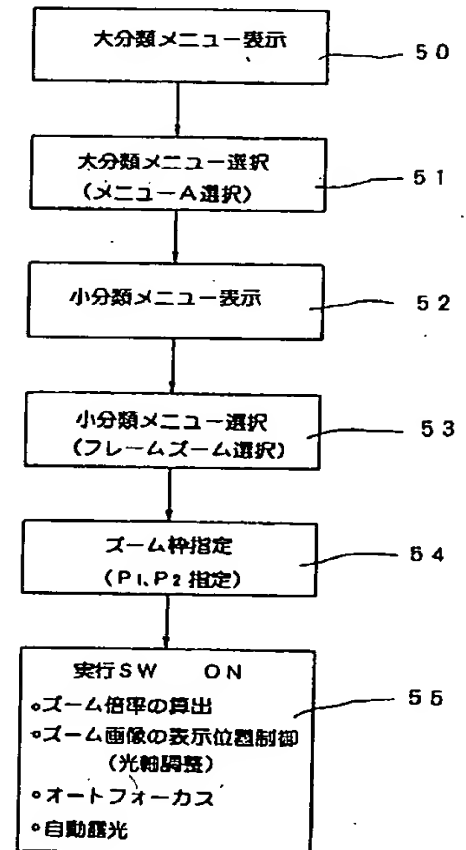 大分類メニュー表示
50
大分類メニュー選択
(メニューA選択)
51
小分類メニュー表示
52
小分類メニュー選択
(フレームズーム選択)
53
ズーム枠指定
(P1、P2 指定)
54
実行SW ON
55
○ズーム倍率の算出
○ズーム画像の表示位置制御
(光軸調整)
○オートフォーカス
○自動露光